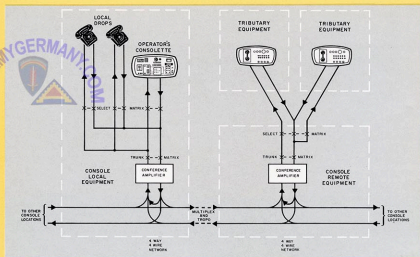 LOCAL
DROPS
OPERATOR'S
CONSOLETTE
TRIBUTARY
EQUIPMENT
TRIBUTARY
EQUIPMENT
MYGERMANY.COM
SELECT
MATRIX
SELECT
MATRIX
TRUNK
MATRIX
TRUNK
MATRIX
CONFERENCE
AMPLIFIER
CONFERENCE
AMPLIFIER
CONSOLE
LOCAL
EQUIPMENT
CONSOLE
REMOTE
EQUIPMENT
TO OTHER
CONSOLE
LOCATIONS
MULTIPLEX
AND
TROPO
TO OTHER
CONSOLE
LOCATIONS
4 WAY
4 WIRE
NETWORK
4 WAY
NETWORK